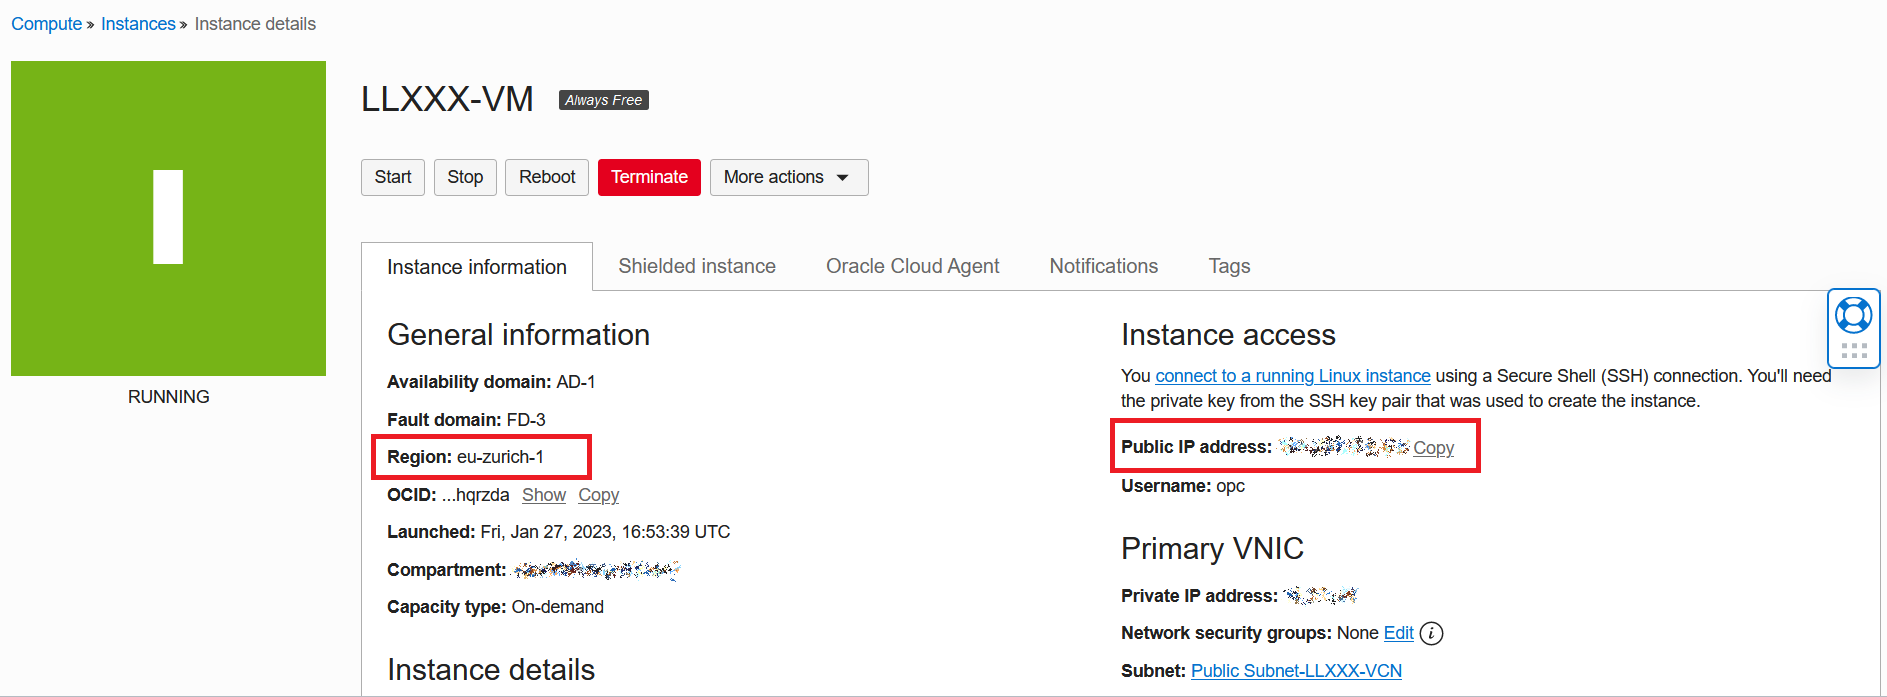 Compute » Instances » Instance details
LLXXX-VM Always Free
Start Stop Reboot Terminate More actions
RUNNING
Instance information Shielded instance Oracle Cloud Agent Notifications Tags
General information
Availability domain: AD-1
Fault domain: FD-3
Region: eu-zurich-1
OCID: ...hqrzda Show Copy
Launched: Fri, Jan 27, 2023, 16:53:39 UTC
Compartment:
Capacity type: On-demand
Instance details
Instance access
You connect to a running Linux instance using a Secure Shell (SSH) connection. You'll need
the private key from the SSH key pair that was used to create the instance.
Public IP address: Copy
Username: opc
Primary VNIC
Private IP address:
Network security groups: None Edit i
Subnet: Public Subnet-LLXXX-VCN